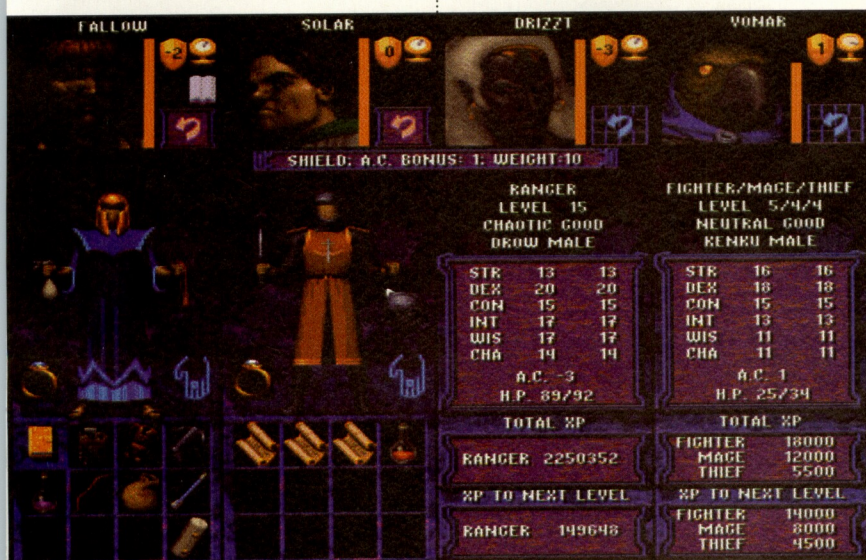 FALLOW
-2
SOLAR
0
DRIZZT
-3
VONAR
1
SHIELD; A.C. BONUS: 1; WEIGHT:10
RANGER
LEVEL 15
CHAOTIC GOOD
DROW MALE
STR 13 13
DEX 20 20
CON 15 15
INT 17 17
WIS 17 17
CHA 14 14
A.C. -3
H.P. 89/92
TOTAL XP
RANGER 2250352
XP TO NEXT LEVEL
RANGER 149648
FIGHTER/MAGE/THIEF
LEVEL 5/4/4
NEUTRAL GOOD
KENKU MALE
STR 16 16
DEX 18 18
CON 15 15
INT 13 13
WIS 11 11
CHA 11 11
A.C. 1
H.P. 25/34
TOTAL XP
FIGHTER 18000
MAGE 12000
THIEF 5500
XP TO NEXT LEVEL
FIGHTER 14000
MAGE 8000
THIEF 4500